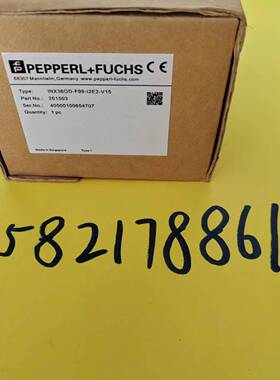 PEPPERL+FUCHS CE
68307 Mannheim,Germany www.pepperl-fuchs.com
Type: INX360D-F99-I2E2-V15
Part No.: 201503
Ser.: 40000100654707
Quantity: 1 pc
Made in Singapore
582178861